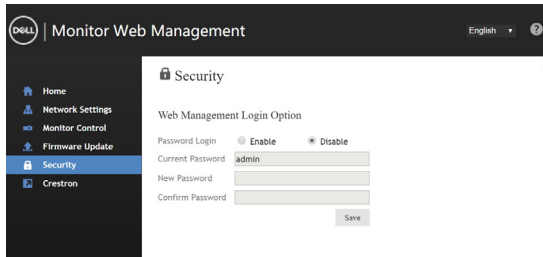 DELL | Monitor Web Management
English
?
Home
Network Settings
Monitor Control
Firmware Update
Security
Crestron
Security
Web Management Login Option
Password Login Enable Disable
Current Password admin
New Password
Confirm Password
Save